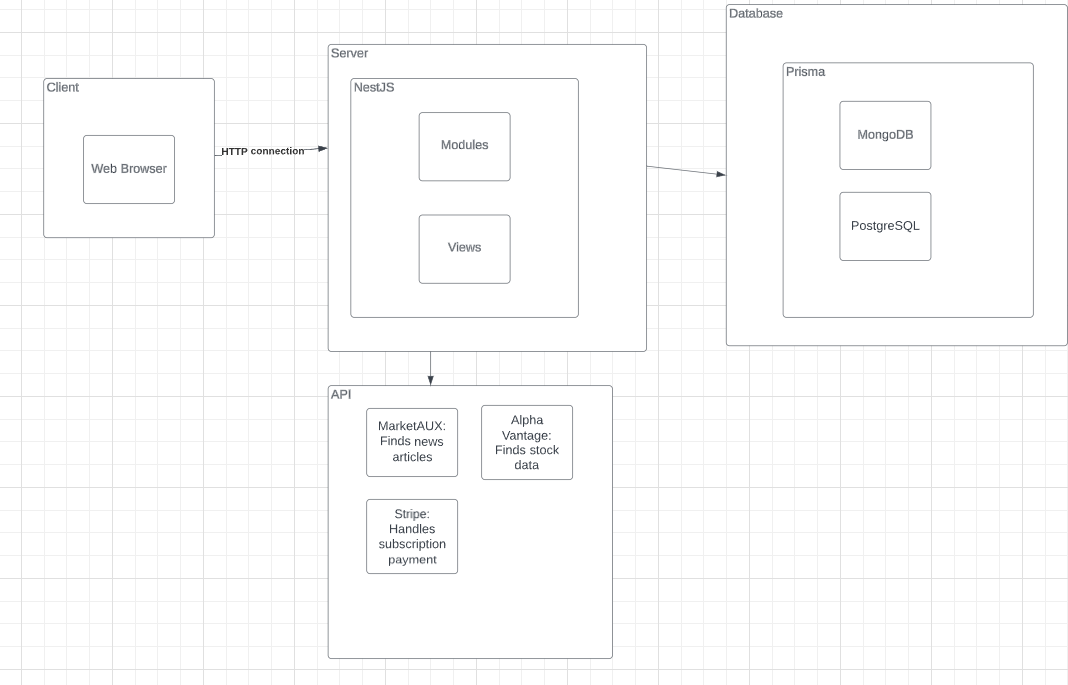 Client
Web Browser
HTTP connection
Server
NestJS
Modules
Views
Database
Prisma
MongoDB
PostgreSQL
API
MarketAUX:
Finds news
articles
Alpha
Vantage:
Finds stock
data
Stripe:
Handles
subscription
payment